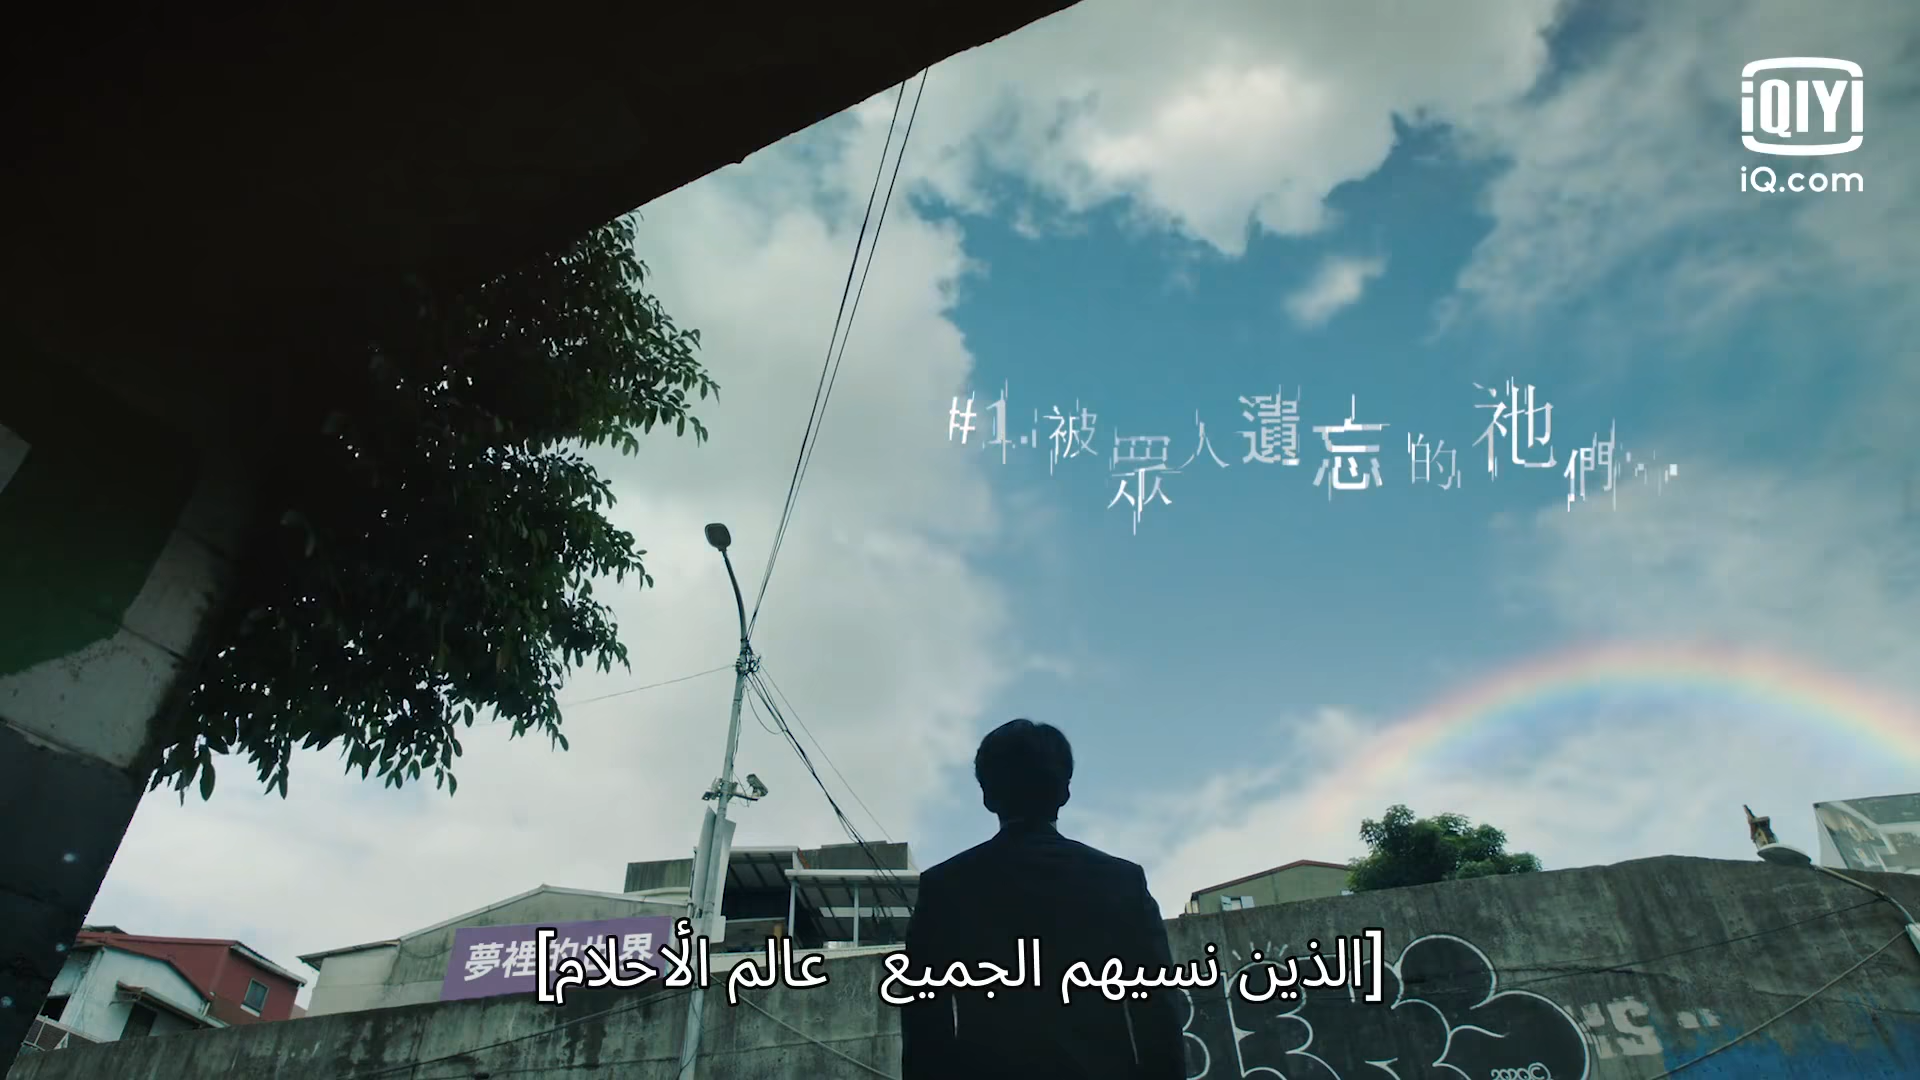 iQIYI
iQ.com
#1.被眾人遺忘的祂們...
夢裡的世界
[الذين نسيهم الجميع   عالم الأحلام]
2020©